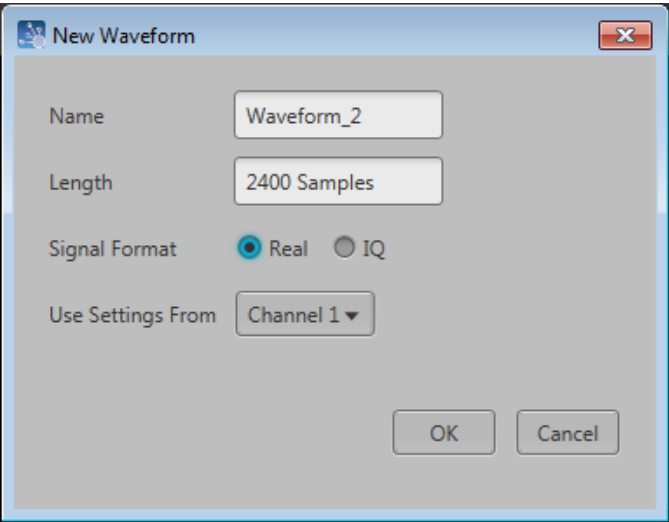 New Waveform
Name Waveform_2
Length 2400 Samples
Signal Format Real IQ
Use Settings From Channel 1
OK Cancel